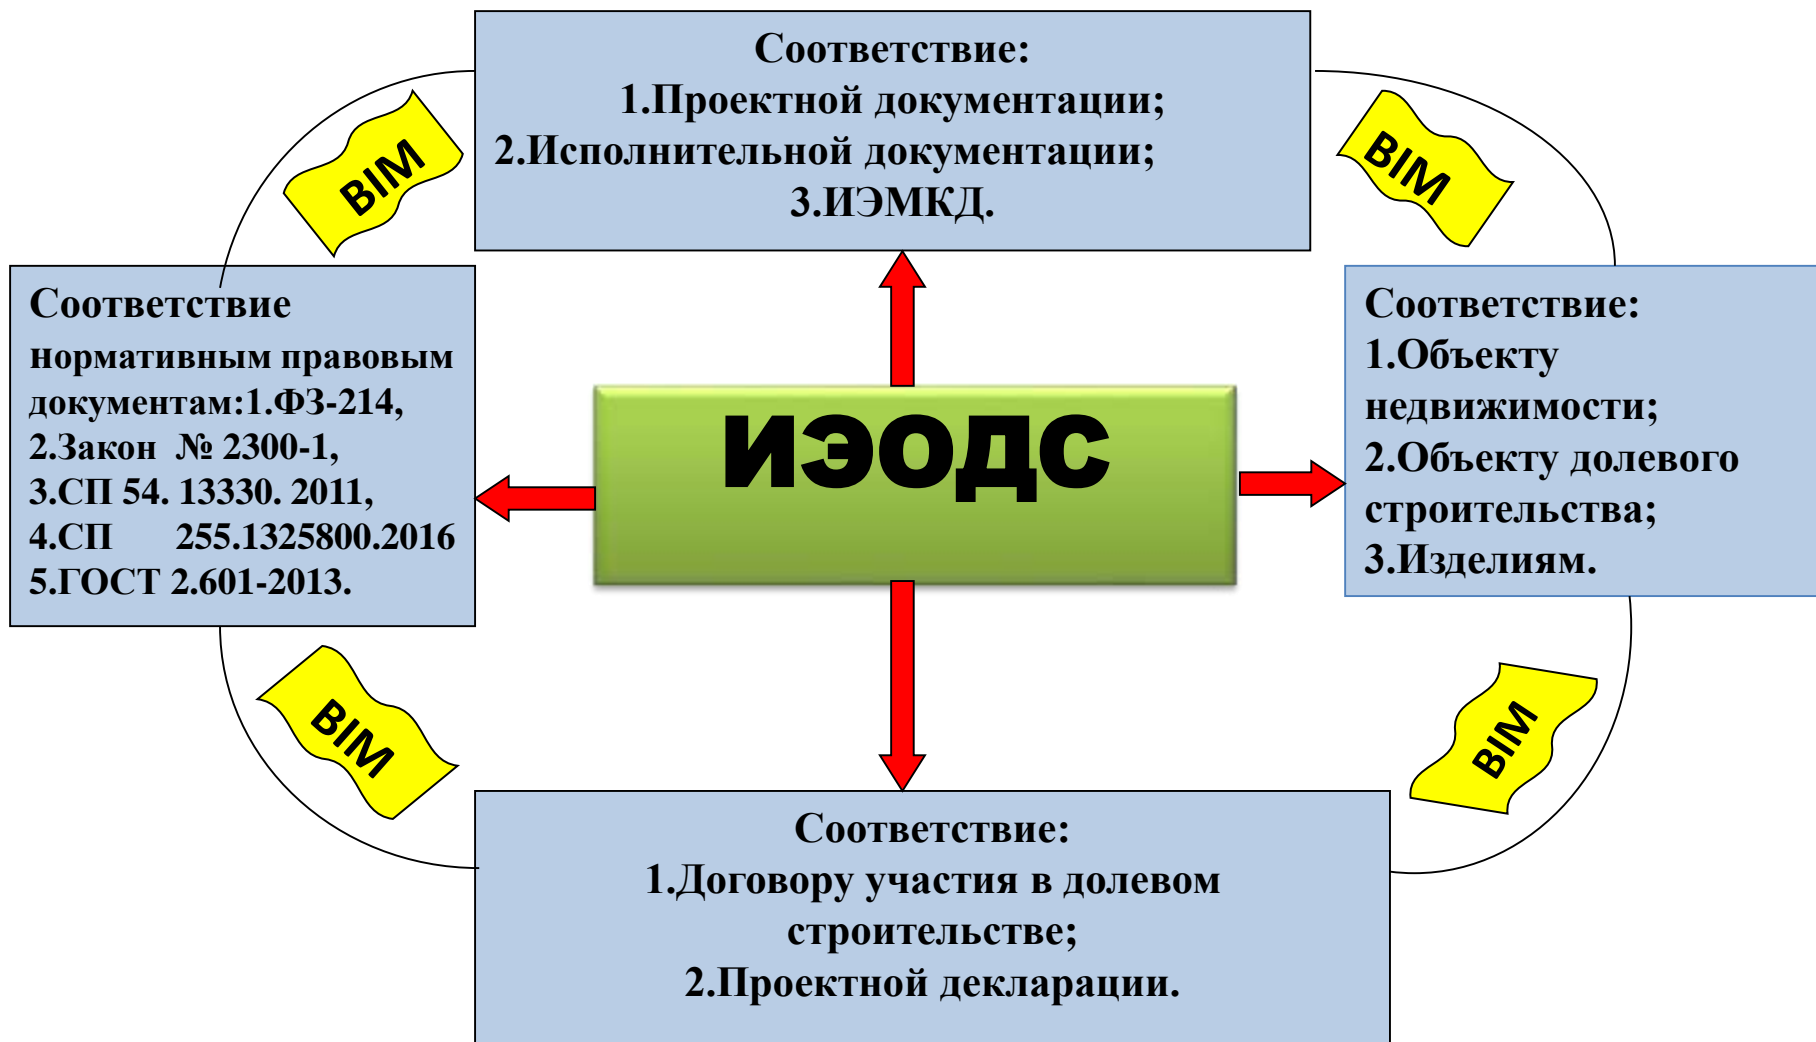 Соответствие:
1.Проектной документации;
2.Исполнительной документации;
3.ИЭМКД.
BIM
BIM
Соответствие
нормативным правовым
документам:1.ФЗ-214,
2.Закон № 2300-1,
3.СП 54. 13330. 2011,
4.СП 255.1325800.2016
5.ГОСТ 2.601-2013.
ИЭОДС
Соответствие:
1.Объекту
недвижимости;
2.Объекту долевого
строительства;
3.Изделиям.
BIM
BIM
Соответствие:
1.Договору участия в долевом
строительстве;
2.Проектной декларации.